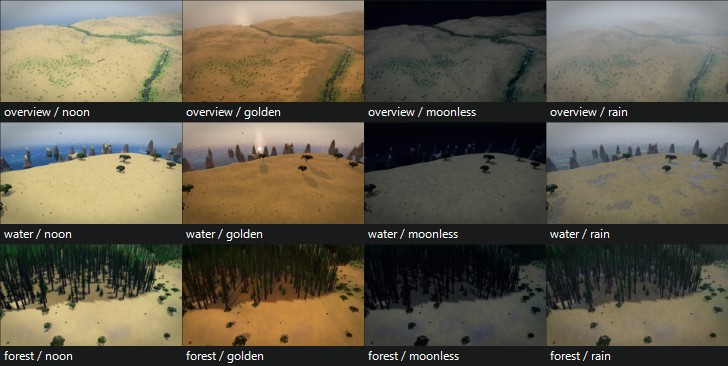 overview / noon
overview / golden
overview / moonless
overview / rain
water / noon
water / golden
water / moonless
water / rain
forest / noon
forest / golden
forest / moonless
forest / rain